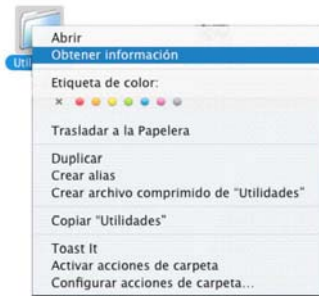 Abrir
Obtener información
Etiqueta de color:
×
Trasladar a la Papelera
Duplicar
Crear alias
Crear archivo comprimido de “Utilidades”
Copiar “Utilidades”
Toast It
Activar acciones de carpeta
Configurar acciones de carpeta...